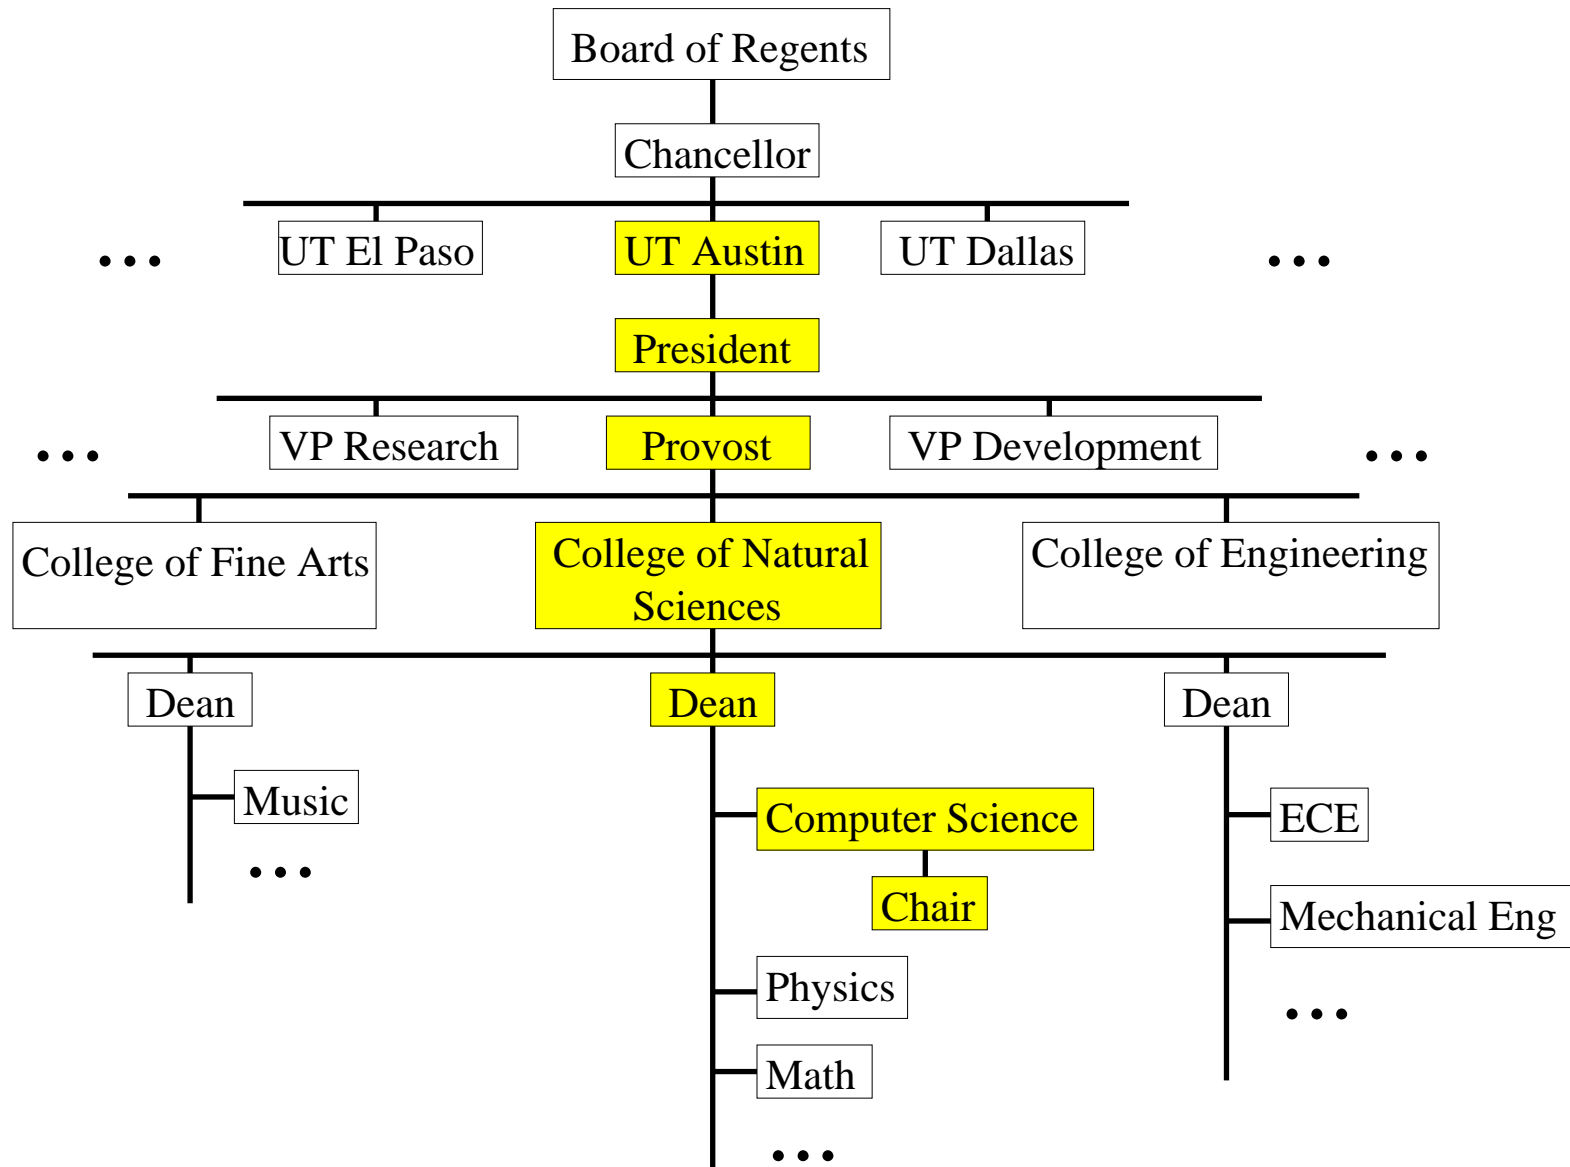 Board of Regents
Chancellor
UT El Paso
UT Austin
UT Dallas
... ...
President
VP Research
Provost
VP Development
... ...
College of Fine Arts
College of Natural
Sciences
College of Engineering
Dean
Dean
Dean
Music
Computer Science
ECE
...
Chair
Mechanical Eng
Physics
...
Math
...